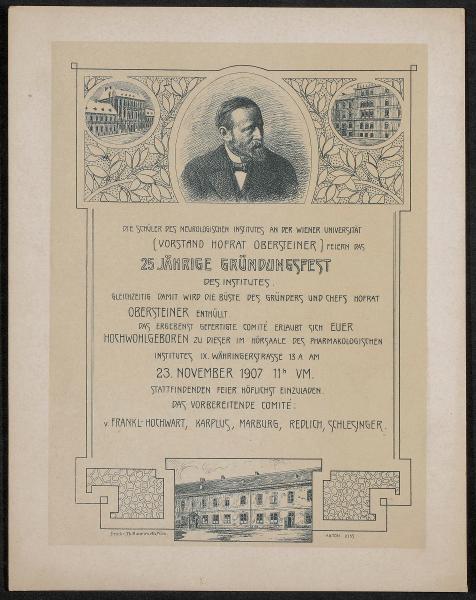 DIE SCHÜLER DES NEUROLOGISCHEN INSTITUTES AN DER WIENER UNIVERSITÄT
(VORSTAND HOFRAT OBERSTEINER) FEIERN DAS
25 JÄHRIGE GRÜNDUNGSFEST
DES INSTITUTES.
GLEICHZEITIG DAMIT WIRD DIE BÜSTE DES GRÜNDERS UND CHEFS HOFRAT
OBERSTEINER ENTHÜLLT
DAS ERGEBENST GEFERTIGTE COMITÉ ERLAUBT SICH EUER
HOCHWOHLGEBOREN ZU DIESER IM HÖRSAALE DES PHARMAKOLOGISCHEN
INSTITUTES IX. WÄHRINGERSTRASSE 13 A AM
23. NOVEMBER 1907 11h VM.
STATTFINDENDEN FEIER HÖFLICHST EINZULADEN.
DAS VORBEREITENDE COMITÉ:
v. FRANKL-HOCHWART, KARPLUS, MARBURG, REDLICH, SCHLESINGER.